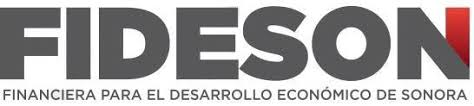 FIDESON
FINANCIERA PARA EL DESARROLLO ECONÓMICO DE SONORA